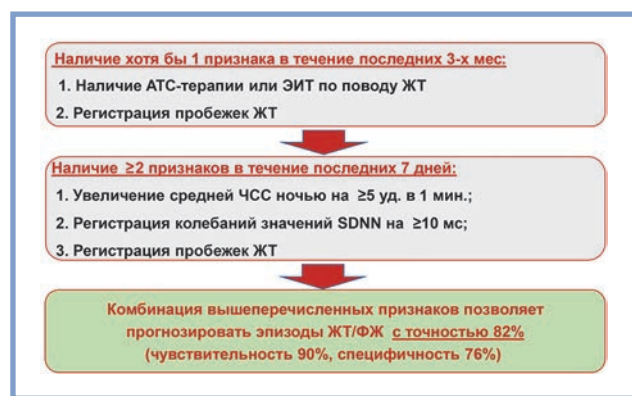 Наличие хотя бы 1 признака в течение последних 3-х мес:
1. Наличие АТС-терапии или ЭИТ по поводу ЖТ
2. Регистрация пробежек ЖТ
Наличие ≥2 признаков в течение последних 7 дней:
1. Увеличение средней ЧСС ночью на ≥5 уд. в 1 мин.;
2. Регистрация колебаний значений SDNN на ≥10 мс;
3. Регистрация пробежек ЖТ
Комбинация вышеперечисленных признаков позволяет
прогнозировать эпизоды ЖТ/ФЖ с точностью 82%
(чувствительность 90%, специфичность 76%)